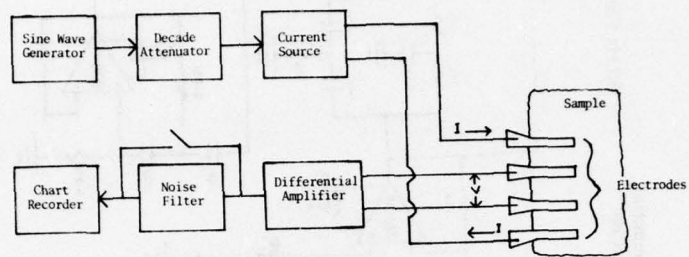 Sine Wave
Generator
Decade
Attenuator
Current
Source
Sample
I
Electrodes
V
I
Chart
Recorder
Noise
Filter
Differential
Amplifier